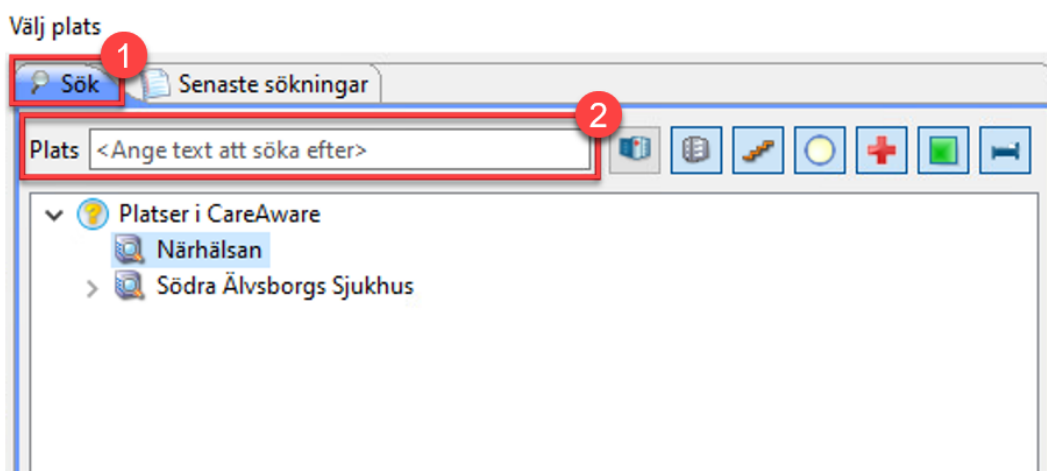 Välj plats
1
Sök Senaste sökningar
2
Plats <Ange text att söka efter>
Platser i CareAware
Närhälsan
Södra Älvsborgs Sjukhus